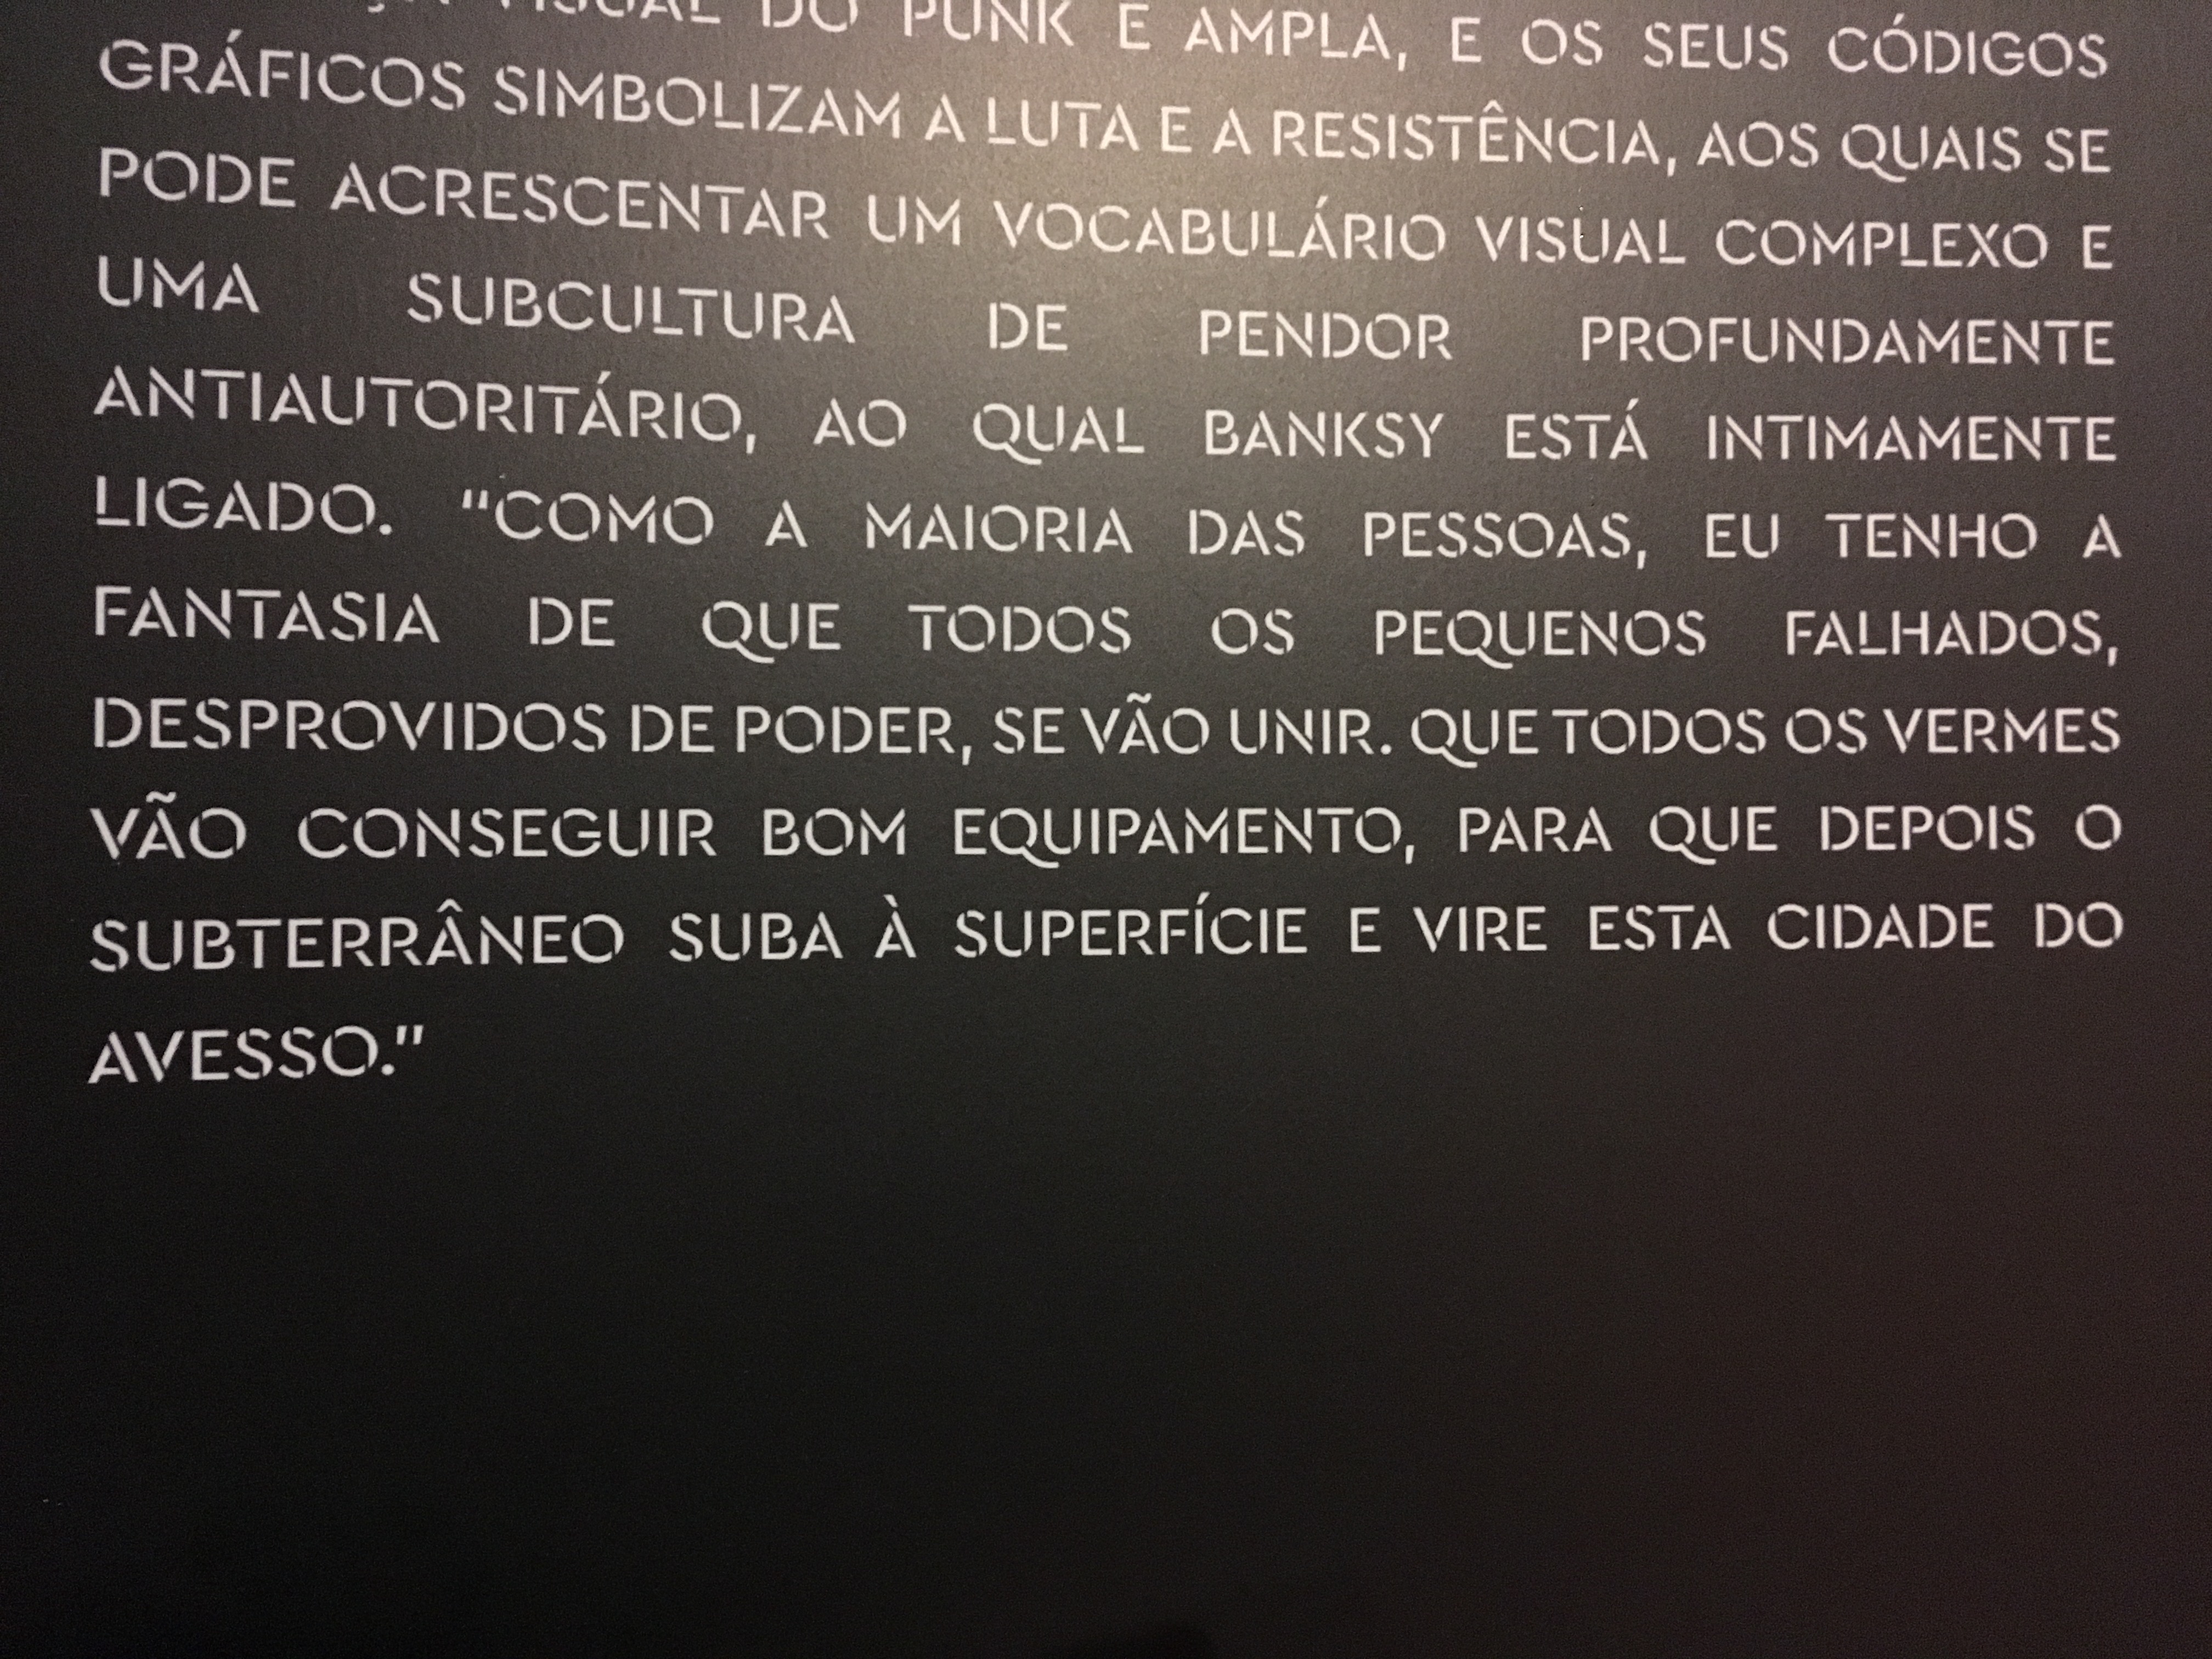 VISUAL DO PUNK É AMPLA, E OS SEUS CÓDIGOS
GRÁFICOS SIMBOLIZAM A LUTA E A RESISTÊNCIA, AOS QUAIS SE
PODE ACRESCENTAR UM VOCABULÁRIO VISUAL COMPLEXO E
UMA SUBCULTURA DE PENDOR PROFUNDAMENTE
ANTIAUTORITÁRIO, AO QUAL BANKSY ESTÁ INTIMAMENTE
LIGADO. "COMO A MAIORIA DAS PESSOAS, EU TENHO A
FANTASIA DE QUE TODOS OS PEQUENOS FALHADOS,
DESPROVIDOS DE PODER, SE VÃO UNIR. QUE TODOS OS VERMES
VÃO CONSEGUIR BOM EQUIPAMENTO, PARA QUE DEPOIS O
SUBTERRÂNEO SUBA À SUPERFÍCIE E VIRE ESTA CIDADE DO
AVESSO."